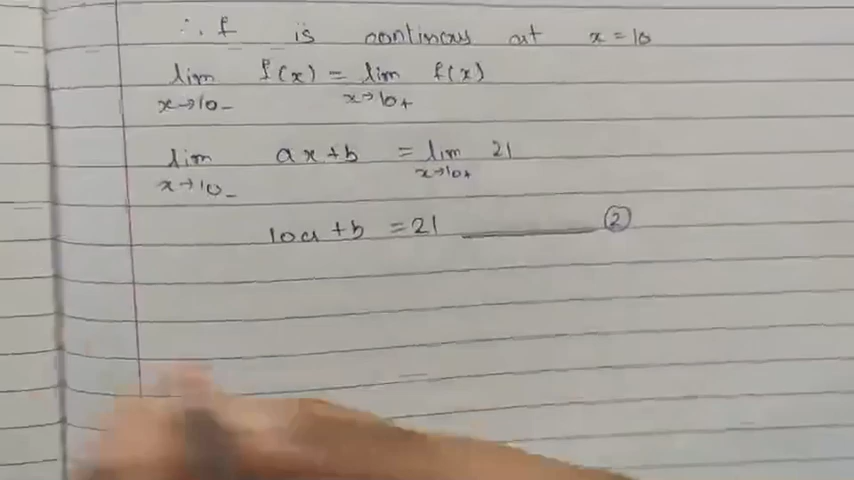 ∴ f is continous at x = 10
lim f(x) = lim f(x)
x→10- x→10+
lim ax+b = lim 21
x→10- x→10+
10a + b = 21 ②